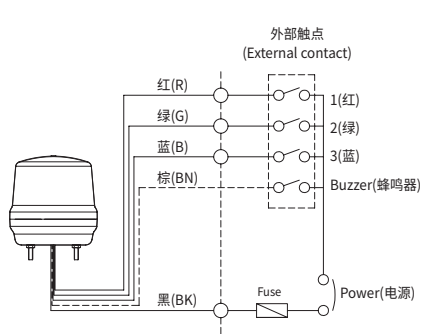 外部触点
(External contact)
红(R)
1(红)
绿(G)
2(绿)
蓝(B)
3(蓝)
棕(BN)
Buzzer(蜂鸣器)
黑(BK)
Fuse
Power(电源)